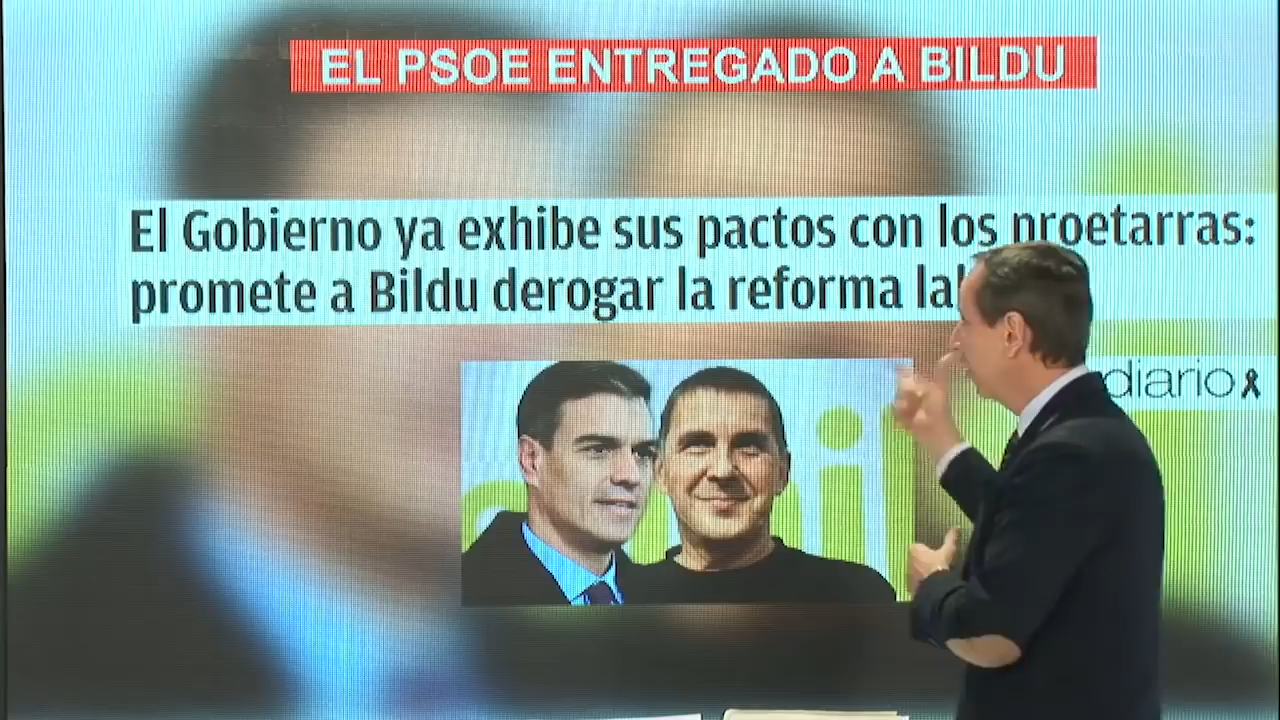 EL PSOE ENTREGADO A BILDU
El Gobierno ya exhibe sus pactos con los proetarras:
promete a Bildu derogar la reforma
diario